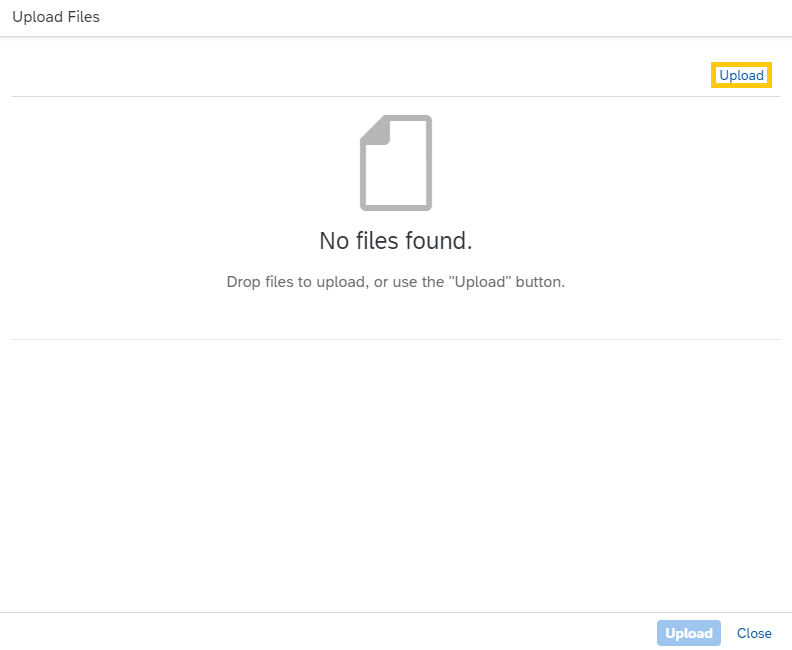 Upload Files
Upload
No files found.
Drop files to upload, or use the "Upload" button.
Upload Close